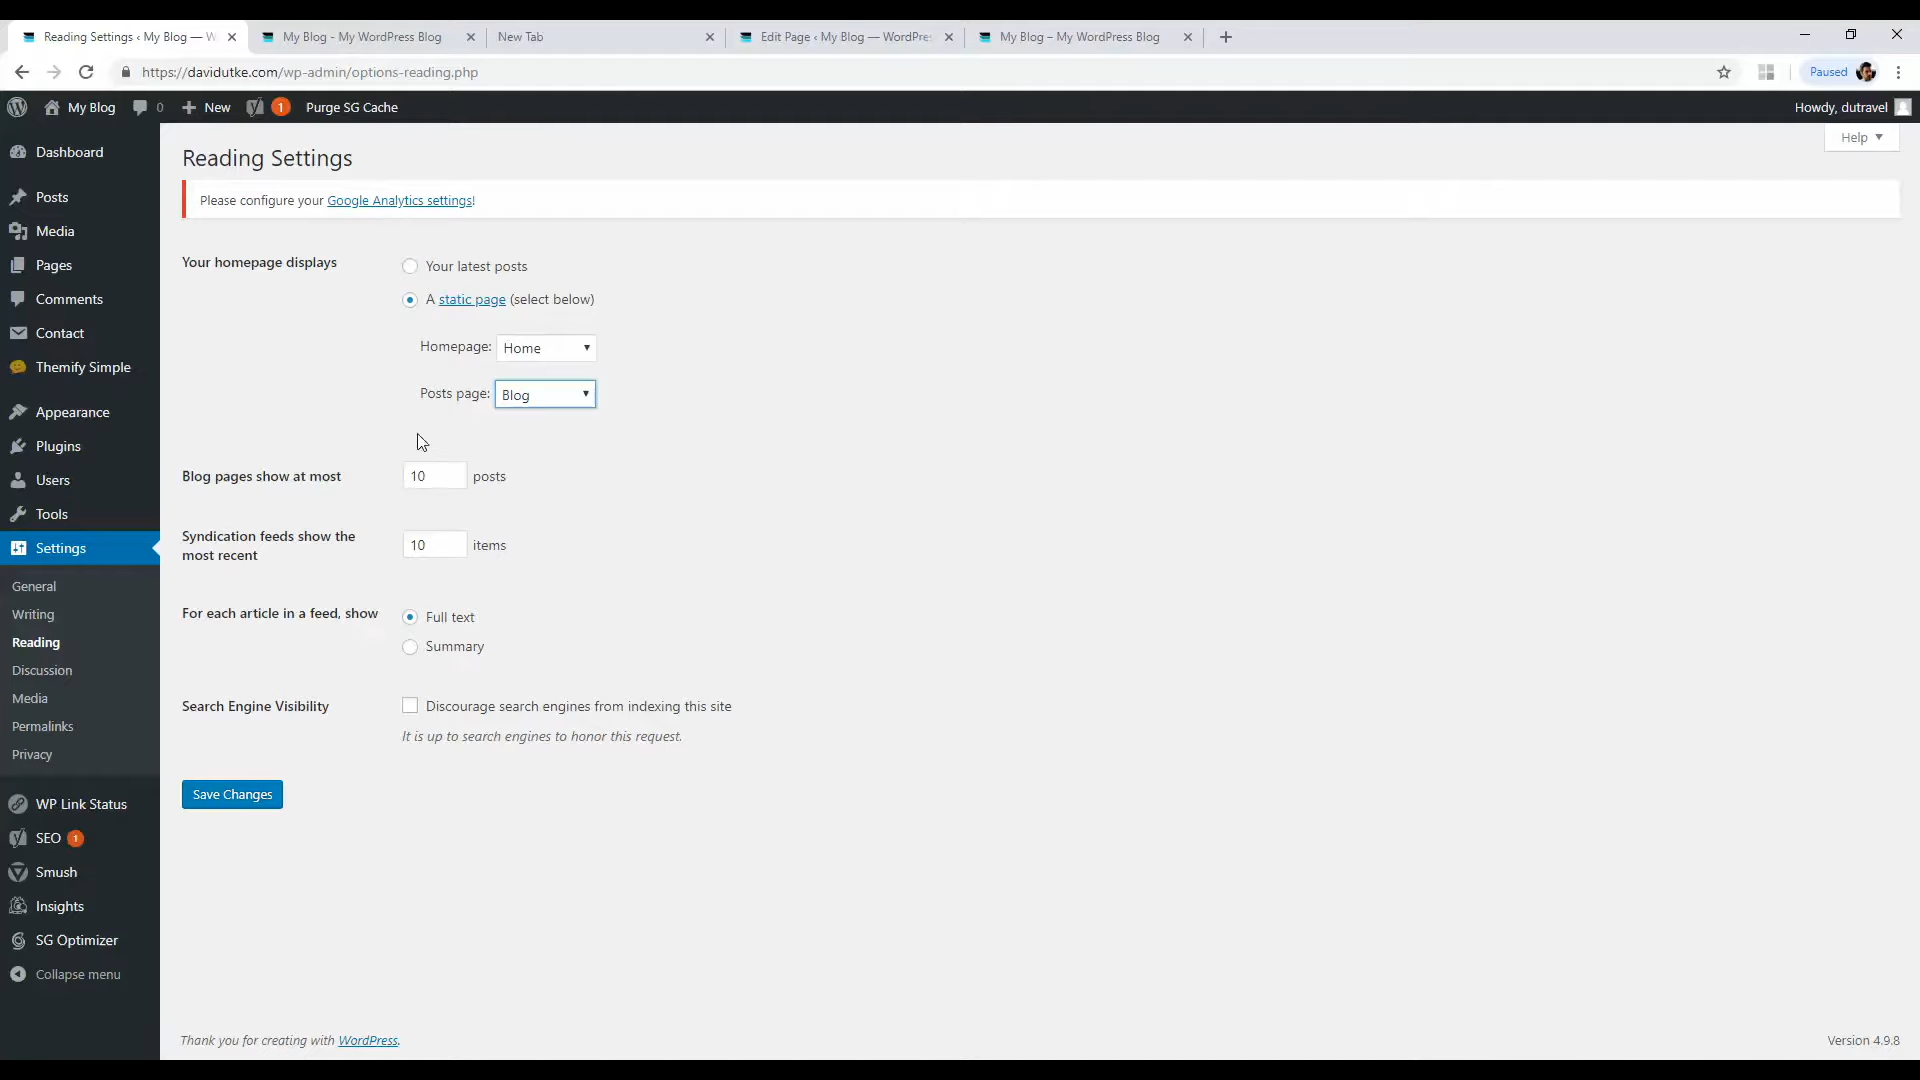 Reading Settings ‹ My Blog — W
My Blog - My WordPress Blog
New Tab
Edit Page ‹ My Blog — WordPre
My Blog – My WordPress Blog
https://davidutke.com/wp-admin/options-reading.php
Paused
My Blog
0
New
1
Purge SG Cache
Howdy, dutravel
Help
Dashboard
Posts
Media
Pages
Comments
Contact
Themify Simple
Appearance
Plugins
Users
Tools
Settings
General
Writing
Reading
Discussion
Media
Permalinks
Privacy
WP Link Status
SEO 1
Smush
Insights
SG Optimizer
Collapse menu
Reading Settings
Please configure your Google Analytics settings!
Your homepage displays
Your latest posts
A static page (select below)
Homepage: Home
Posts page: Blog
Blog pages show at most
10 posts
Syndication feeds show the
most recent
10 items
For each article in a feed, show
Full text
Summary
Search Engine Visibility
Discourage search engines from indexing this site
It is up to search engines to honor this request.
Save Changes
Thank you for creating with WordPress.
Version 4.9.8